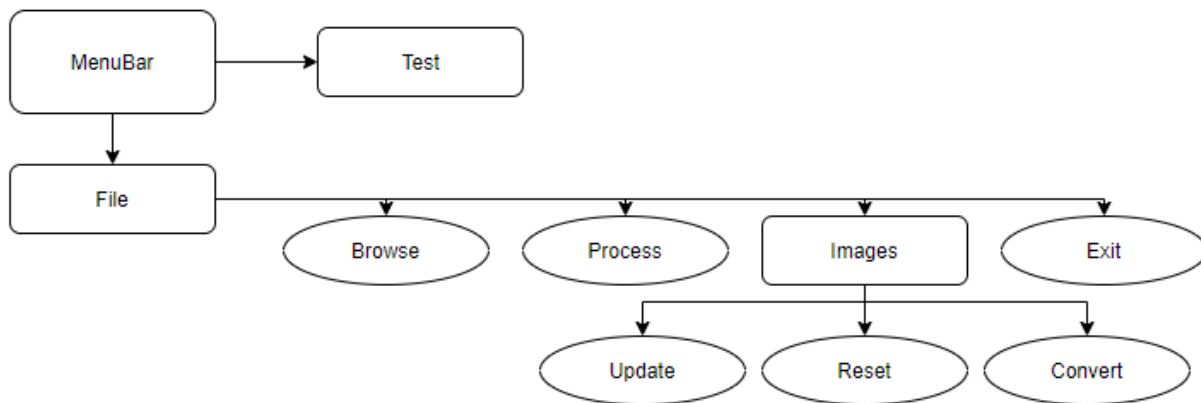 MenuBar
Test
File
Browse
Process
Images
Exit
Update
Reset
Convert